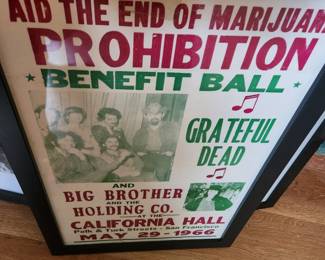 AID THE END OF MARIJUANA
PROHIBITION
BENEFIT BALL
GRATEFUL
DEAD
AND
BIG BROTHER
AND THE
HOLDING CO.
AT THE
CALIFORNIA HALL
Polk & Turk Streets - San Francisco
MAY 29-1966